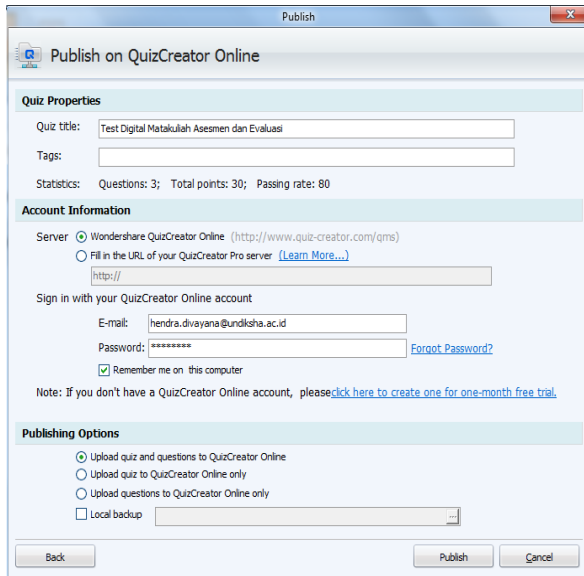 Publish
Publish on QuizCreator Online
Quiz Properties
Quiz title: Test Digital Matakuliah Asesmen dan Evaluasi
Tags:
Statistics: Questions: 3; Total points: 30; Passing rate: 80
Account Information
Server Wondershare QuizCreator Online (http://www.quiz-creator.com/qms)
Fill in the URL of your QuizCreator Pro server (Learn More...)
http://
Sign in with your QuizCreator Online account
E-mail: hendra.divayana@undiksha.ac.id
Password: ******** Forgot Password?
Remember me on this computer
Note: If you don't have a QuizCreator Online account, pleaseclick here to create one for one-month free trial.
Publishing Options
Upload quiz and questions to QuizCreator Online
Upload quiz to QuizCreator Online only
Upload questions to QuizCreator Online only
Local backup ...
Back Publish Cancel